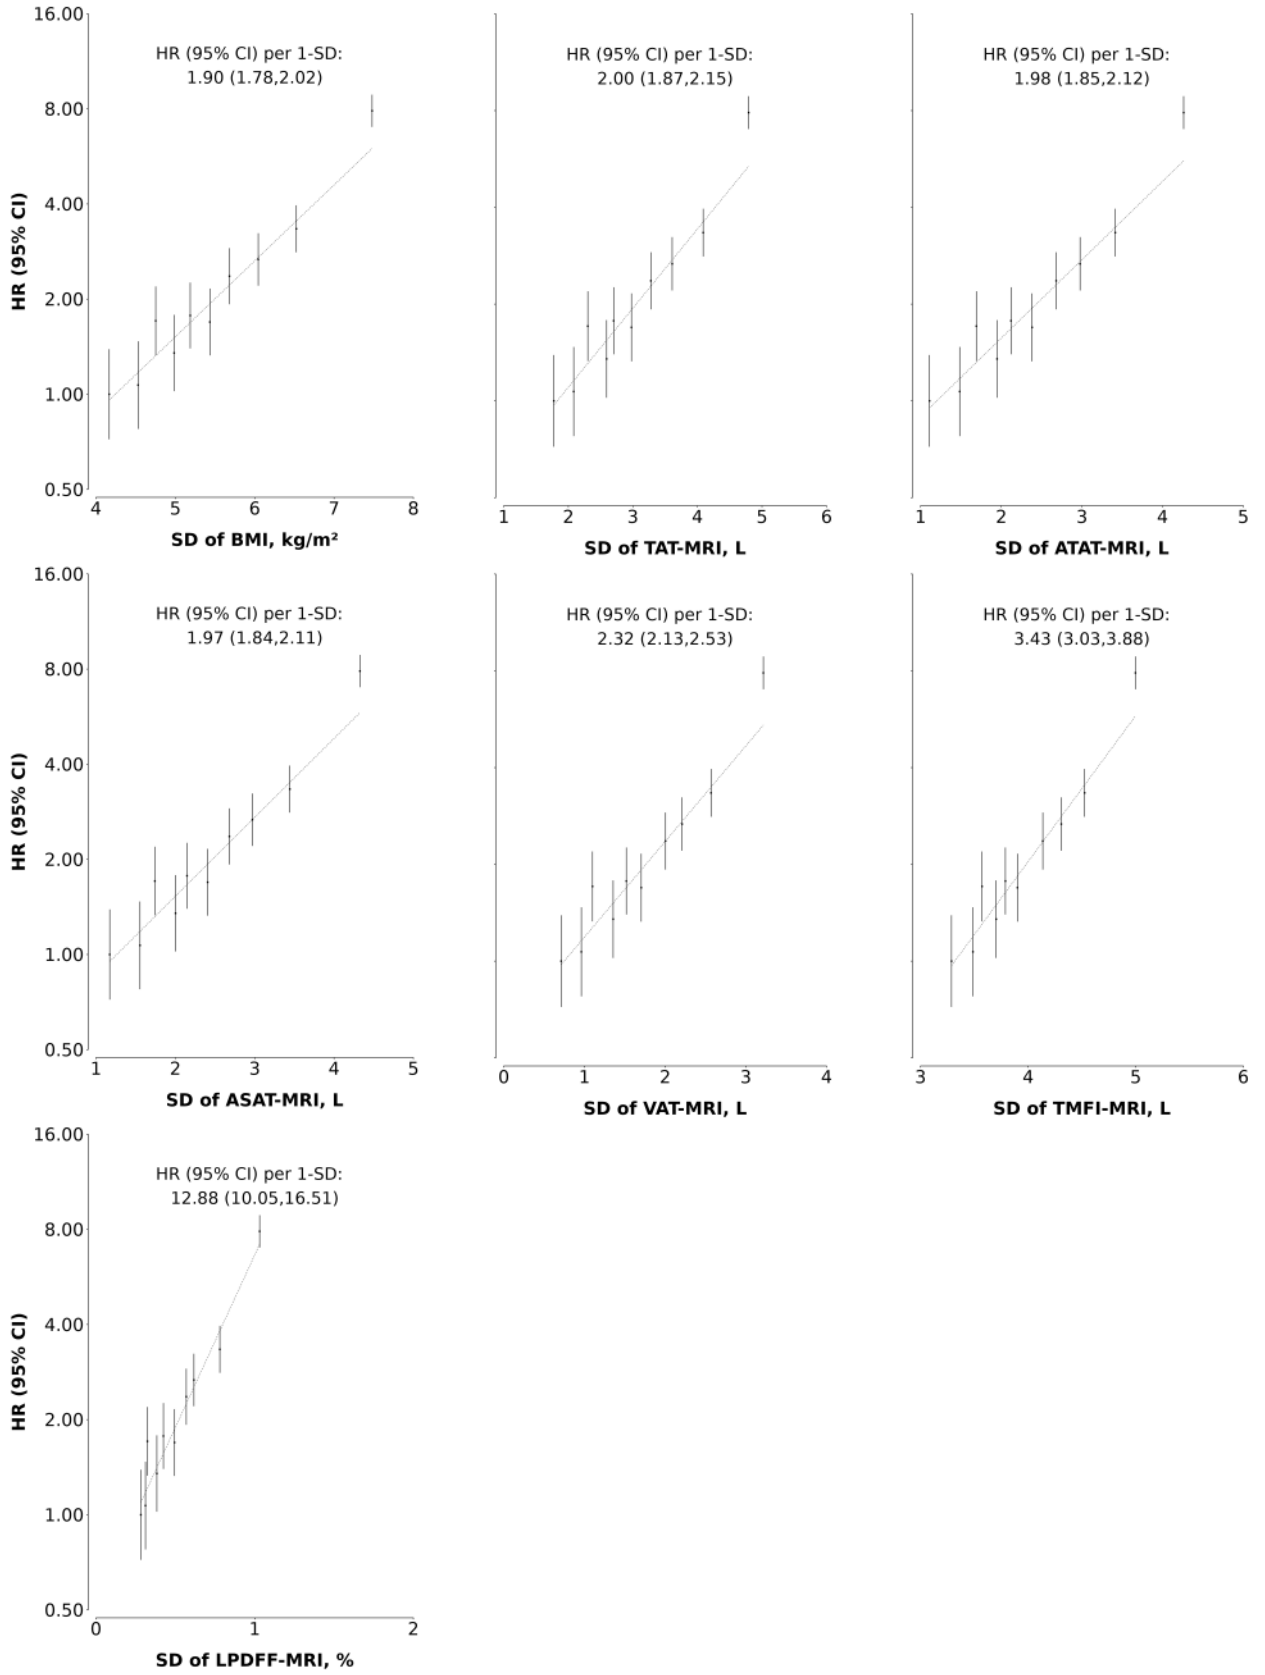 16.00
8.00
4.00
2.00
1.00
0.50
HR (95% CI)
HR (95% CI) per 1-SD:
1.90 (1.78,2.02)
4 5 6 7 8
SD of BMI, kg/m²
HR (95% CI) per 1-SD:
2.00 (1.87,2.15)
1 2 3 4 5 6
SD of TAT-MRI, L
HR (95% CI) per 1-SD:
1.98 (1.85,2.12)
1 2 3 4 5
SD of ATAT-MRI, L
16.00
8.00
4.00
2.00
1.00
0.50
HR (95% CI)
HR (95% CI) per 1-SD:
1.97 (1.84,2.11)
1 2 3 4 5
SD of ASAT-MRI, L
HR (95% CI) per 1-SD:
2.32 (2.13,2.53)
0 1 2 3 4
SD of VAT-MRI, L
HR (95% CI) per 1-SD:
3.43 (3.03,3.88)
3 4 5 6
SD of TMFI-MRI, L
16.00
8.00
4.00
2.00
1.00
0.50
HR (95% CI)
HR (95% CI) per 1-SD:
12.88 (10.05,16.51)
0 1 2
SD of LPDFF-MRI, %